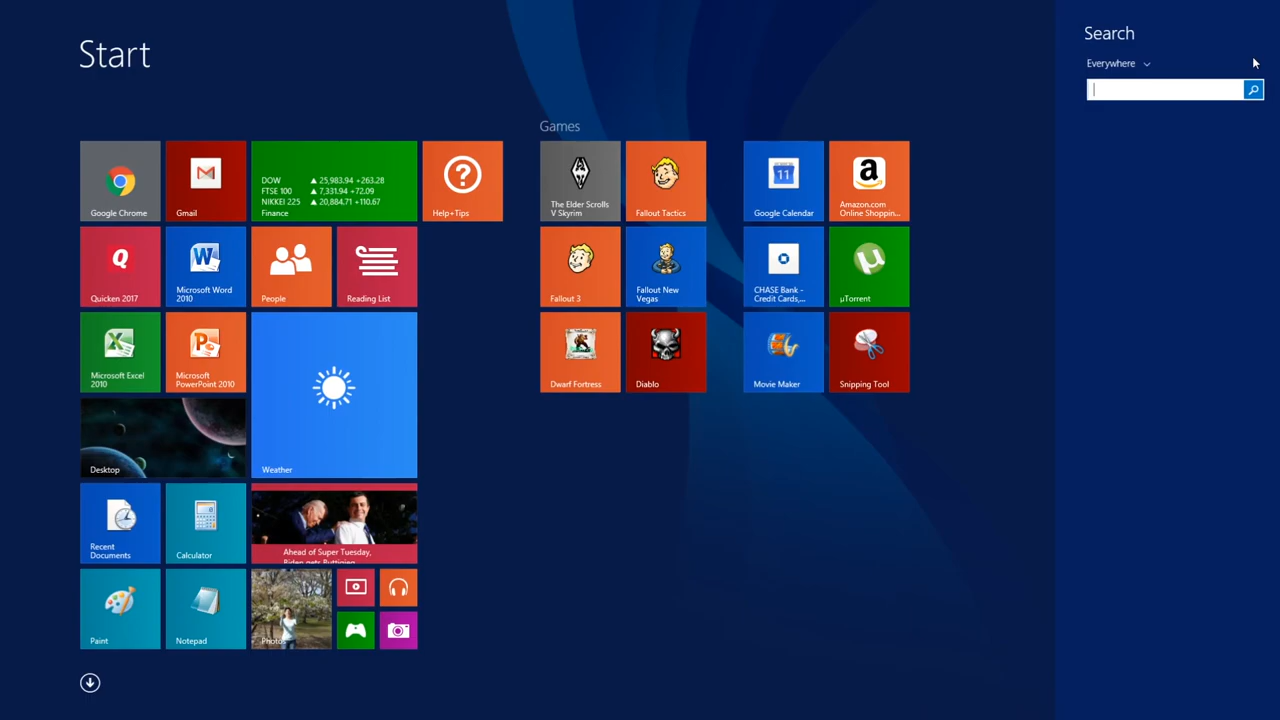 Start
Search
Everywhere
Games
Google Chrome
Gmail
DOW ▲ 25,983.94 +263.28
FTSE 100 ▲ 7,331.94 +72.09
NIKKEI 225 ▲ 20,884.71 +110.67
Finance
Help+Tips
The Elder Scrolls
V Skyrim
Fallout Tactics
11
Google Calendar
a
Amazon.com
Online Shoppin...
Q
Quicken 2017
W
Microsoft Word
2010
People
Reading List
Fallout 3
Fallout New
Vegas
CHASE Bank -
Credit Cards,...
µ
µTorrent
X
Microsoft Excel
2010
P
Microsoft
PowerPoint 2010
Weather
Dwarf Fortress
Diablo
Movie Maker
Snipping Tool
Desktop
Recent
Documents
Calculator
Ahead of Super Tuesday,
Biden gets Buttigieg
Paint
Notepad
Photos